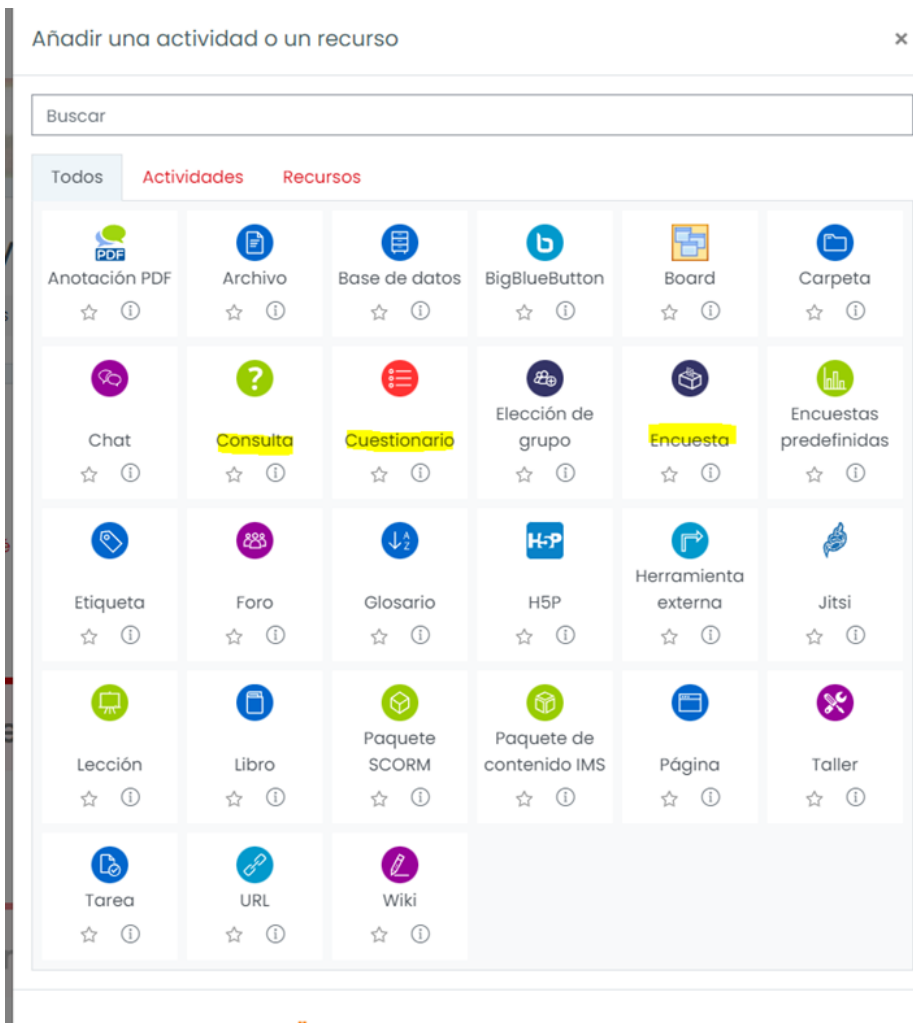 Añadir una actividad o un recurso ×
Buscar
Todos Actividades Recursos
PDF
Anotación PDF Archivo Base de datos BigBlueButton Board Carpeta
Chat Consulta Cuestionario Elección de grupo Encuesta Encuestas predefinidas
H5P
Etiqueta Foro Glosario H5P Herramienta externa Jitsi
Lección Libro Paquete SCORM Paquete de contenido IMS Página Taller
Tarea URL Wiki